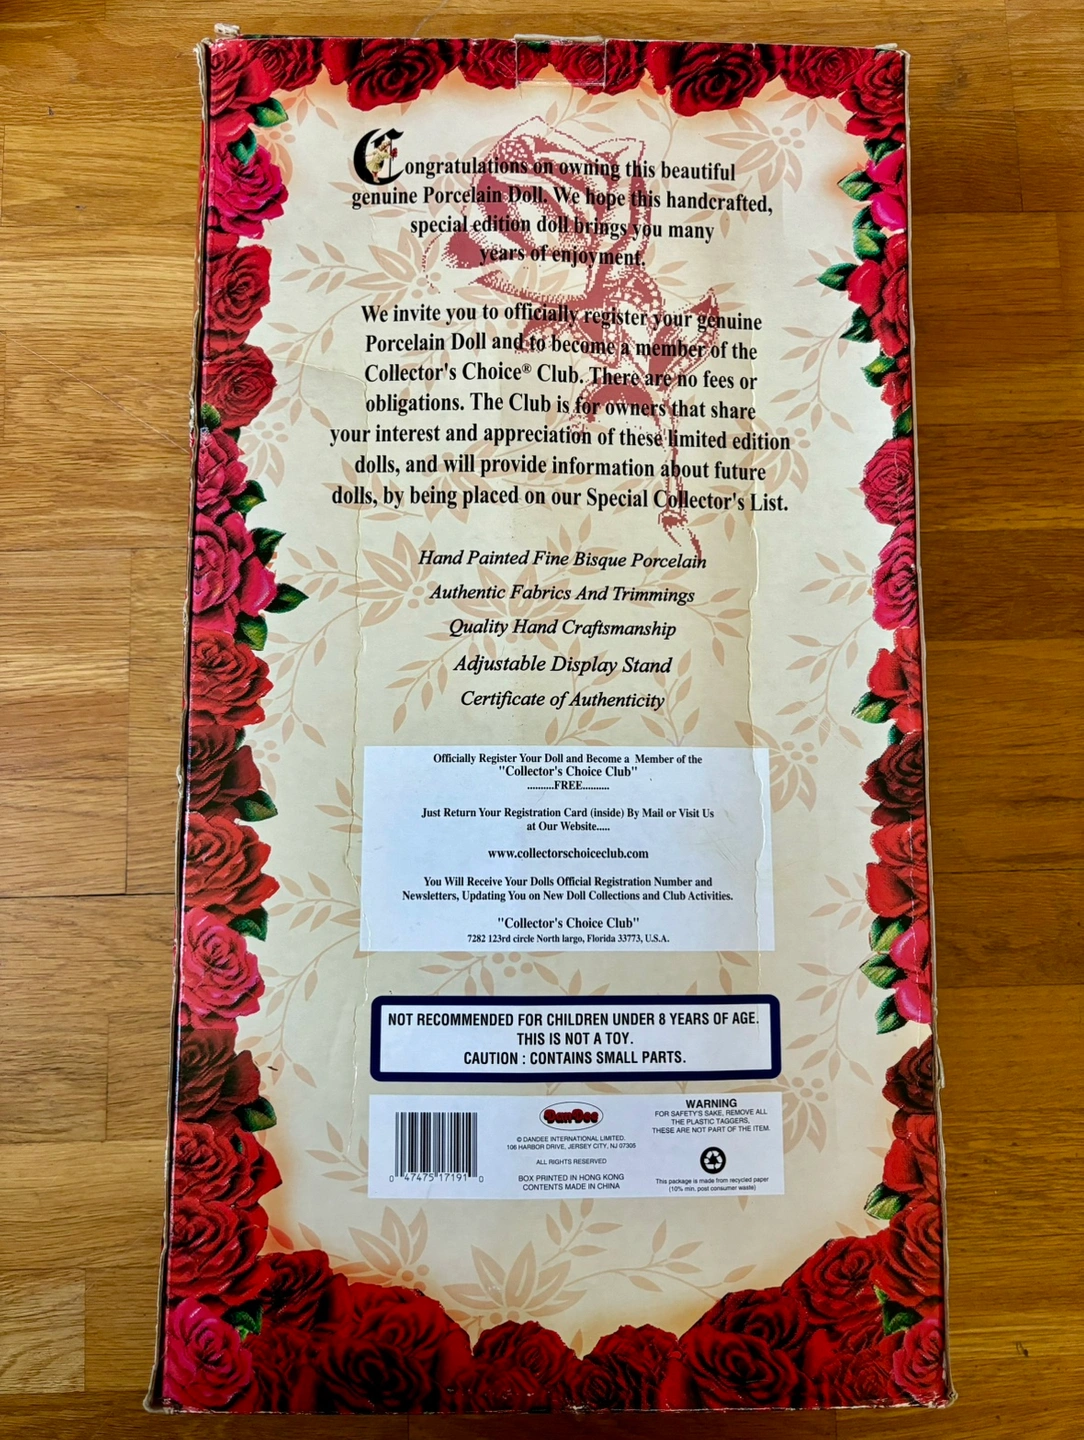 Congratulations on owning this beautiful
genuine Porcelain Doll. We hope this handcrafted,
special edition doll brings you many
years of enjoyment.
We invite you to officially register your genuine
Porcelain Doll and to become a member of the
Collector's Choice® Club. There are no fees or
obligations. The Club is for owners that share
your interest and appreciation of these limited edition
dolls, and will provide information about future
dolls, by being placed on our Special Collector's List.
Hand Painted Fine Bisque Porcelain
Authentic Fabrics And Trimmings
Quality Hand Craftsmanship
Adjustable Display Stand
Certificate of Authenticity
Officially Register Your Doll and Become a Member of the
"Collector's Choice Club"
..........FREE..........
Just Return Your Registration Card (inside) By Mail or Visit Us
at Our Website.....
www.collectorschoiceclub.com
You Will Receive Your Dolls Official Registration Number and
Newsletters, Updating You on New Doll Collections and Club Activities.
"Collector's Choice Club"
7282 123rd circle North largo, Florida 33773, U.S.A.
NOT RECOMMENDED FOR CHILDREN UNDER 8 YEARS OF AGE.
THIS IS NOT A TOY.
CAUTION : CONTAINS SMALL PARTS.
0 47475 17191 0
DanDee
© DANDEE INTERNATIONAL LIMITED.
106 HARBOR DRIVE, JERSEY CITY, NJ 07305
ALL RIGHTS RESERVED
BOX PRINTED IN HONG KONG
CONTENTS MADE IN CHINA
WARNING
FOR SAFETY'S SAKE, REMOVE ALL
THE PLASTIC TAGGERS,
THESE ARE NOT PART OF THE ITEM.
This package is made from recycled paper
(10% min. post consumer waste)